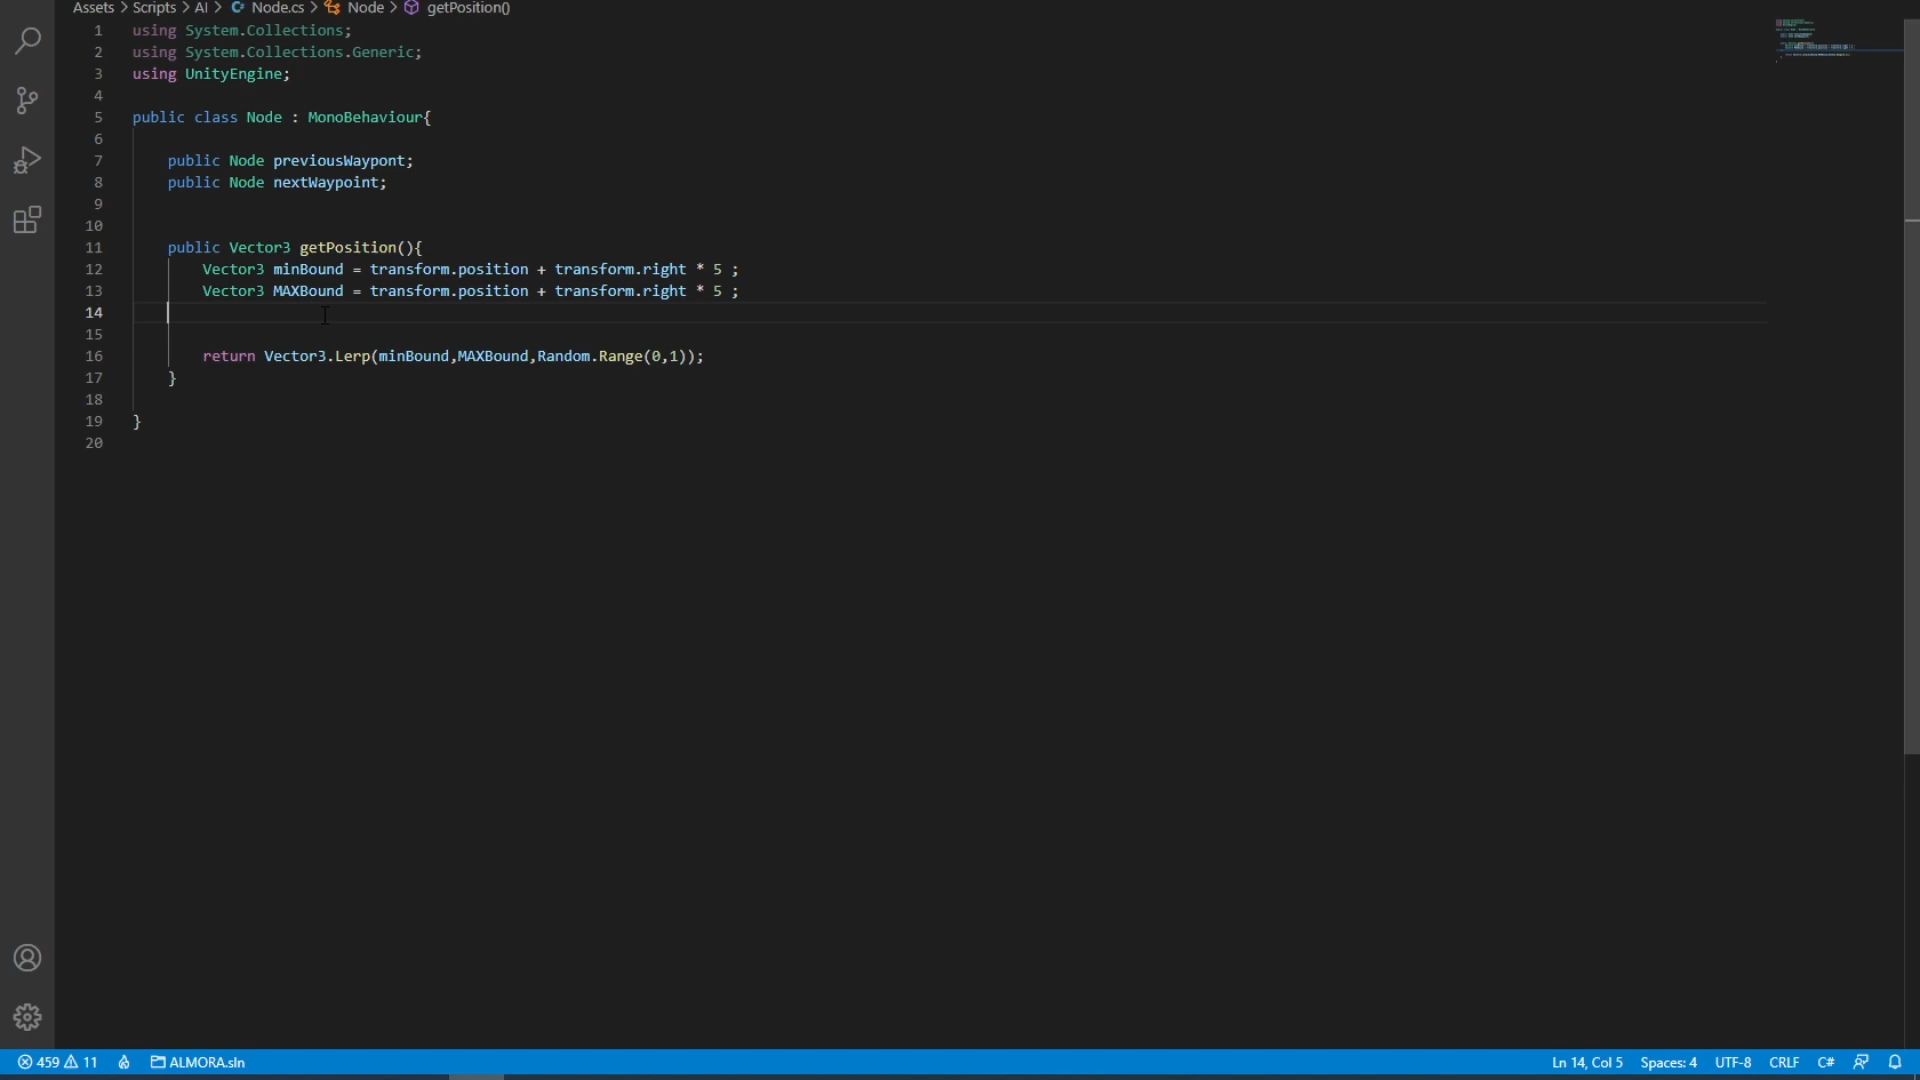 Assets > Scripts > AI > Node.cs > Node > getPosition()
1 using System.Collections;
2 using System.Collections.Generic;
3 using UnityEngine;
4
5 public class Node : MonoBehaviour{
6
7 public Node previousWaypont;
8 public Node nextWaypoint;
9
10
11 public Vector3 getPosition(){
12 Vector3 minBound = transform.position + transform.right * 5 ;
13 Vector3 MAXBound = transform.position + transform.right * 5 ;
14
15
16 return Vector3.Lerp(minBound,MAXBound,Random.Range(0,1));
17 }
18
19 }
20
459 11 ALMORA.sln Ln 14, Col 5 Spaces: 4 UTF-8 CRLF C#